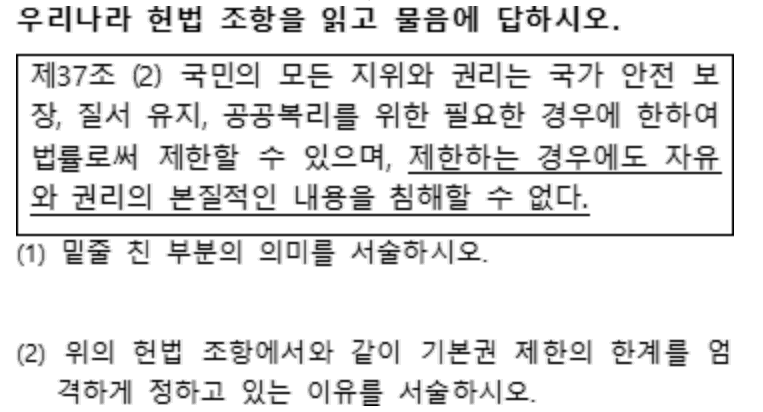 우리나라 헌법 조항을 읽고 물음에 답하시오.
제37조 (2) 국민의 모든 지위와 권리는 국가 안전 보
장, 질서 유지, 공공복리를 위한 필요한 경우에 한하여
법률로써 제한할 수 있으며, 제한하는 경우에도 자유
와 권리의 본질적인 내용을 침해할 수 없다.
(1) 밑줄 친 부분의 의미를 서술하시오.
(2) 위의 헌법 조항에서와 같이 기본권 제한의 한계를 엄
격하게 정하고 있는 이유를 서술하시오.